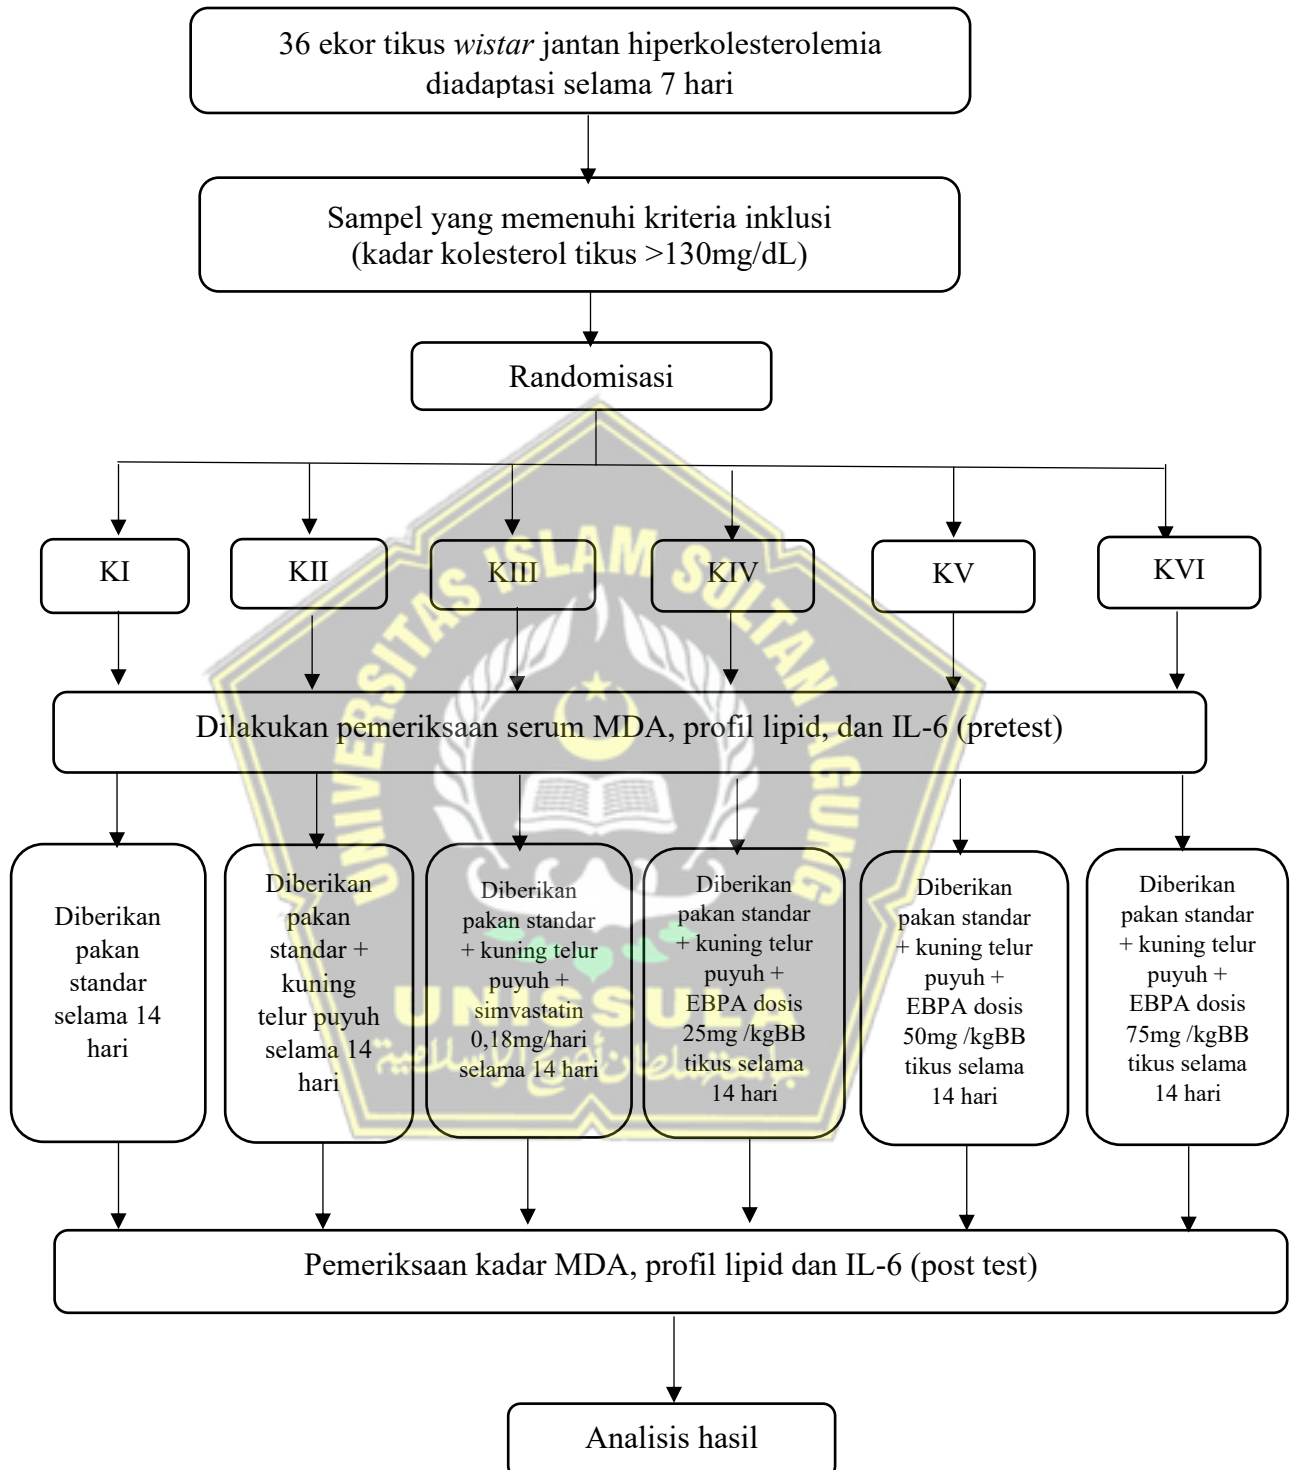 36 ekor tikus wistar jantan hiperkolesterolemia
diadaptasi selama 7 hari
Sampel yang memenuhi kriteria inklusi
(kadar kolesterol tikus >130mg/dL)
Randomisasi
KI
KII
KIII
KIV
KV
KVI
Dilakukan pemeriksaan serum MDA, profil lipid, dan IL-6 (pretest)
Diberikan
pakan
standar
selama 14
hari
Diberikan
pakan
standar +
kuning
telur puyuh
selama 14
hari
Diberikan
pakan standar
+ kuning telur
puyuh +
simvastatin
0,18mg/hari
selama 14 hari
Diberikan
pakan standar
+ kuning telur
puyuh +
EBPA dosis
25mg /kgBB
tikus selama
14 hari
Diberikan
pakan standar
+ kuning telur
puyuh +
EBPA dosis
50mg /kgBB
tikus selama
14 hari
Diberikan
pakan standar
+ kuning telur
puyuh +
EBPA dosis
75mg /kgBB
tikus selama
14 hari
Pemeriksaan kadar MDA, profil lipid dan IL-6 (post test)
Analisis hasil
UNIVERSITAS ISLAM SULTAN AGUNG
UNISSULA